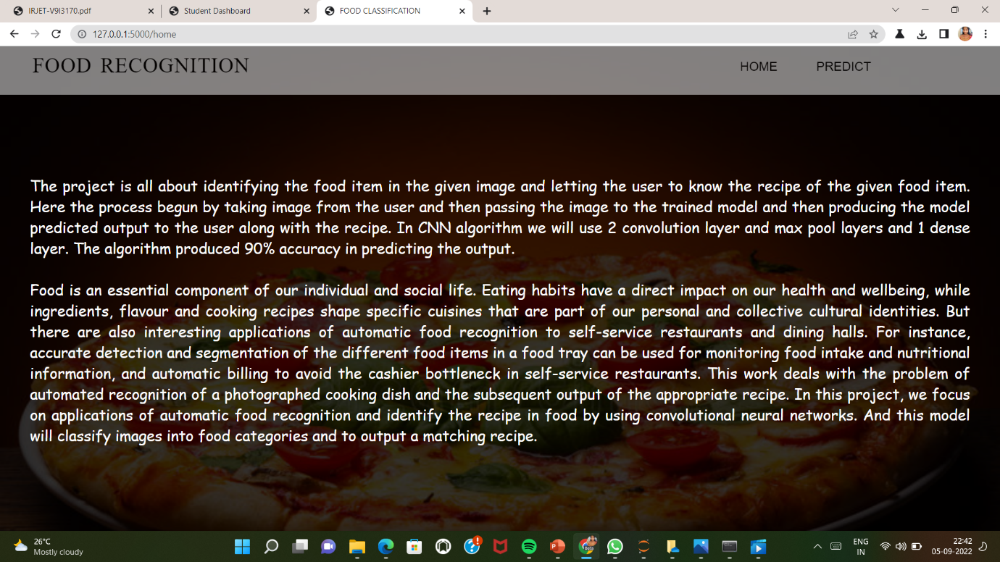 IRJET-V9I3170.pdf
Student Dashboard
FOOD CLASSIFICATION
127.0.0.1:5000/home
FOOD RECOGNITION
HOME
PREDICT
The project is all about identifying the food item in the given image and letting the user to know the recipe of the given food item.
Here the process begun by taking image from the user and then passing the image to the trained model and then producing the model
predicted output to the user along with the recipe. In CNN algorithm we will use 2 convolution layer and max pool layers and 1 dense
layer. The algorithm produced 90% accuracy in predicting the output.
Food is an essential component of our individual and social life. Eating habits have a direct impact on our health and wellbeing, while
ingredients, flavour and cooking recipes shape specific cuisines that are part of our personal and collective cultural identities. But
there are also interesting applications of automatic food recognition to self-service restaurants and dining halls. For instance,
accurate detection and segmentation of the different food items in a food tray can be used for monitoring food intake and nutritional
information, and automatic billing to avoid the cashier bottleneck in self-service restaurants. This work deals with the problem of
automated recognition of a photographed cooking dish and the subsequent output of the appropriate recipe. In this project, we focus
on applications of automatic food recognition and identify the recipe in food by using convolutional neural networks. And this model
will classify images into food categories and to output a matching recipe.
26°C
Mostly cloudy
Beta
ENG
IN
22:42
05-09-2022